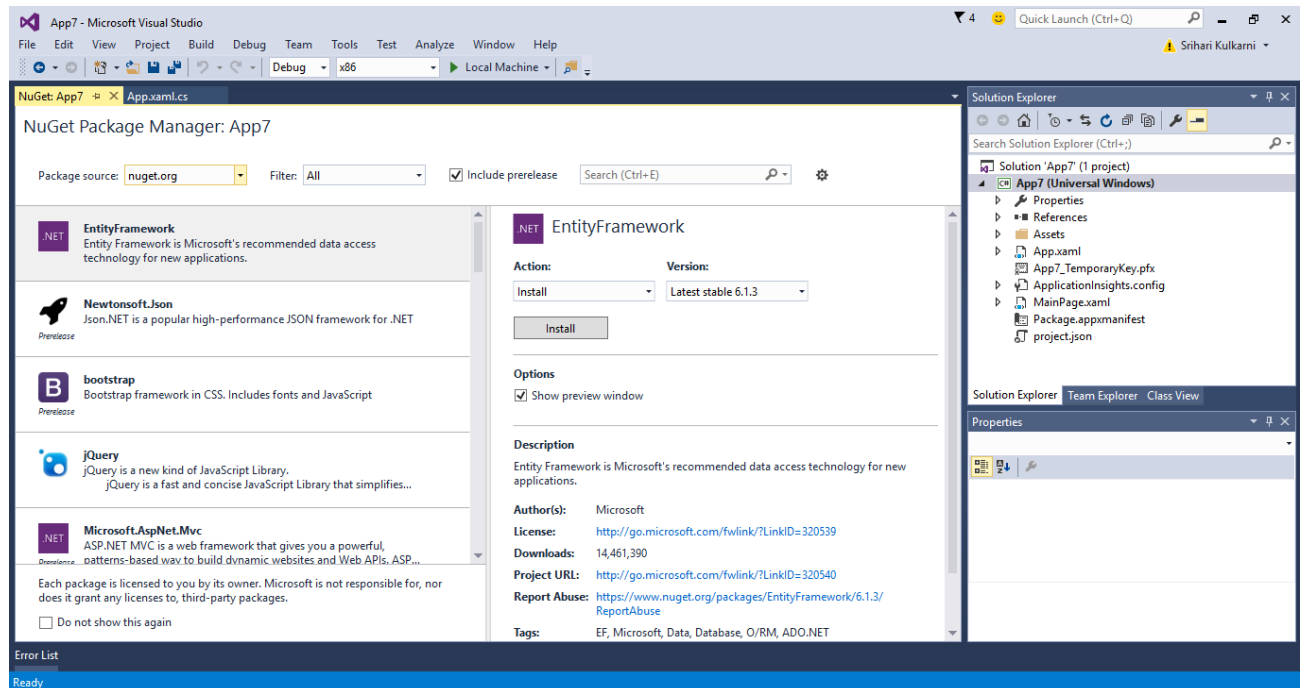 App7 - Microsoft Visual Studio
4
Quick Launch (Ctrl+Q)
File Edit View Project Build Debug Team Tools Test Analyze Window Help
Srihari Kulkarni
Debug x86 Local Machine
NuGet: App7 App.xaml.cs
NuGet Package Manager: App7
Package source: nuget.org Filter: All Include prerelease Search (Ctrl+E)
.NET
EntityFramework
Entity Framework is Microsoft's recommended data access
technology for new applications.
Newtonsoft.Json
Json.NET is a popular high-performance JSON framework for .NET
Prerelease
B
bootstrap
Bootstrap framework in CSS. Includes fonts and JavaScript
Prerelease
jQuery
jQuery is a new kind of JavaScript Library.
jQuery is a fast and concise JavaScript Library that simplifies...
.NET
Microsoft.AspNet.Mvc
ASP.NET MVC is a web framework that gives you a powerful,
Prerelease
patterns-based way to build dynamic websites and Web APIs. ASP...
Each package is licensed to you by its owner. Microsoft is not responsible for, nor
does it grant any licenses to, third-party packages.
Do not show this again
.NET
EntityFramework
Action: Version:
Install Latest stable 6.1.3
Install
Options
Show preview window
Description
Entity Framework is Microsoft's recommended data access technology for new
applications.
Author(s): Microsoft
License: http://go.microsoft.com/fwlink/?LinkID=320539
Downloads: 14,461,390
Project URL: http://go.microsoft.com/fwlink/?LinkID=320540
Report Abuse: https://www.nuget.org/packages/EntityFramework/6.1.3/
ReportAbuse
Tags: EF, Microsoft, Data, Database, O/RM, ADO.NET
Solution Explorer
Search Solution Explorer (Ctrl+;)
Solution 'App7' (1 project)
C# App7 (Universal Windows)
Properties
References
Assets
App.xaml
App7_TemporaryKey.pfx
ApplicationInsights.config
MainPage.xaml
Package.appxmanifest
project.json
Solution Explorer Team Explorer Class View
Properties
Error List
Ready